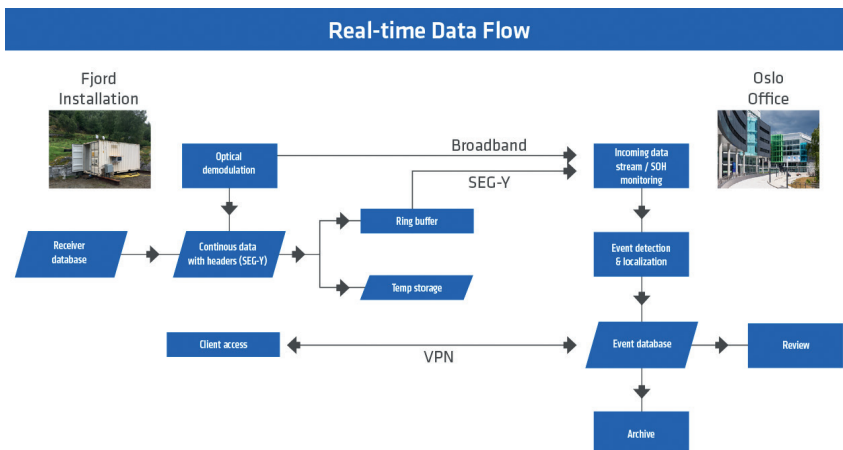 Real-time Data Flow
Fjord
Installation
Oslo
Office
Optical
demodulation
Broadband
SEG-Y
Incoming data
stream / SOH
monitoring
Ring buffer
Receiver
database
Continous data
with headers (SEG-Y)
Event detection
& localization
Temp storage
Client access
VPN
Event database
Review
Archive